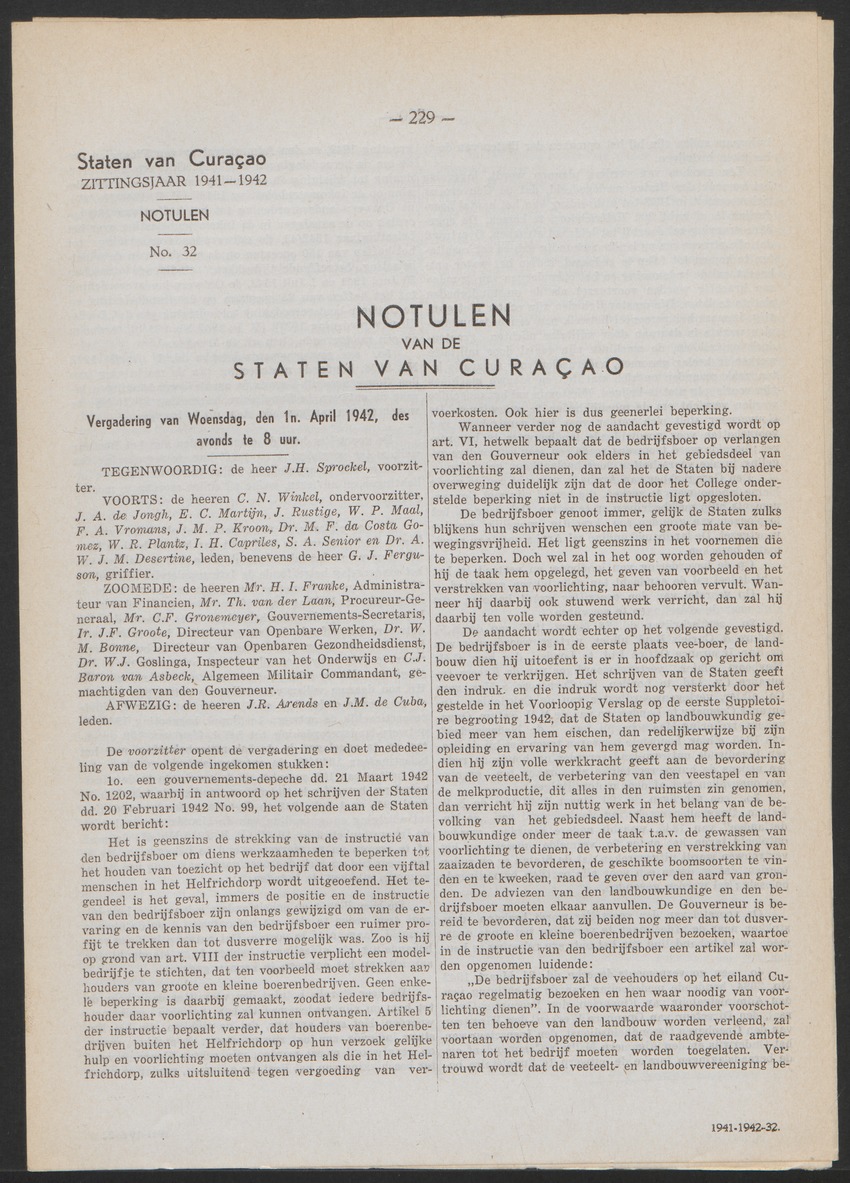 — 229 —
Staten van Curaçao
ZITTINGSJAAR 1941—1942
NOTULEN
No. 32
NOTULEN
VAN DE
STATEN VAN CURAÇAO
Vergadering van Woensdag, den 1n. April 1942, des
avonds te 8 uur.
TEGENWOORDIG: de heer J.H. Sprockel, voorzit-
ter.
VOORTS: de heeren C. N. Winkel, ondervoorzitter,
J. A. de Jongh, E. C. Martijn, J. Rustige, W. P. Maal,
F. A. Vromans, J. M. P. Kroon, Dr. M. F. da Costa Go-
mez, W. R. Plantz, I. H. Capriles, S. A. Senior en Dr. A.
W. J. M. Desertine, leden, benevens de heer G. J. Fergu-
son, griffier.
ZOOMEDE: de heeren Mr. H. I. Franke, Administra-
teur van Financien, Mr. Th. van der Laan, Procureur-Ge-
neraal, Mr. C.F. Gronemeyer, Gouvernements-Secretaris,
Ir. J.F. Groote, Directeur van Openbare Werken, Dr. W.
M. Bonne, Directeur van Openbaren Gezondheidsdienst,
Dr. W.J. Goslinga, Inspecteur van het Onderwijs en C.J.
Baron van Asbeck, Algemeen Militair Commandant, ge-
machtigden van den Gouverneur.
AFWEZIG: de heeren J.R. Arends en J.M. de Cuba,
leden.
De voorzitter opent de vergadering en doet mededee-
ling van de volgende ingekomen stukken:
1o. een gouvernements-depeche dd. 21 Maart 1942
No. 1202, waarbij in antwoord op het schrijven der Staten
dd. 20 Februari 1942 No. 99, het volgende aan de Staten
wordt bericht:
Het is geenszins de strekking van de instructie van
den bedrijfsboer om diens werkzaamheden te beperken tot
het houden van toezicht op het bedrijf dat door een vijftal
menschen in het Helfrichdorp wordt uitgeoefend. Het te-
gendeel is het geval, immers de positie en de instructie
van den bedrijfsboer zijn onlangs gewijzigd om van de er-
varing en de kennis van den bedrijfsboer een ruimer pro-
fijt te trekken dan tot dusverre mogelijk was. Zoo is hij
op grond van art. VIII der instructie verplicht een model-
bedrijfje te stichten, dat ten voorbeeld moet strekken aan
houders van groote en kleine boerenbedrijven. Geen enke-
le beperking is daarbij gemaakt, zoodat iedere bedrijfs-
houder daar voorlichting zal kunnen ontvangen. Artikel 5
der instructie bepaalt verder, dat houders van boerenbe-
drijven buiten het Helfrichdorp op hun verzoek gelijke
hulp en voorlichting moeten ontvangen als die in het Hel-
frichdorp, zulks uitsluitend tegen vergoeding van ver-
voerkosten. Ook hier is dus geenerlei beperking.
Wanneer verder nog de aandacht gevestigd wordt op
art. VI, hetwelk bepaalt dat de bedrijfsboer op verlangen
van den Gouverneur ook elders in het gebiedsdeel van
voorlichting zal dienen, dan zal het de Staten bij nadere
overweging duidelijk zijn dat de door het College onder-
stelde beperking niet in de instructie ligt opgesloten.
De bedrijfsboer genoot immer, gelijk de Staten zulks
blijkens hun schrijven wenschen een groote mate van be-
wegingsvrijheid. Het ligt geenszins in het voornemen die
te beperken. Doch wel zal in het oog worden gehouden of
hij de taak hem opgelegd, het geven van voorbeeld en het
verstrekken van voorlichting, naar behooren vervult. Wan-
neer hij daarbij ook stuwend werk verricht, dan zal hij
daarbij ten volle worden gesteund.
De aandacht wordt echter op het volgende gevestigd.
De bedrijfsboer is in de eerste plaats vee-boer, de land-
bouw dien hij uitoefent is er in hoofdzaak op gericht om
veevoer te verkrijgen. Het schrijven van de Staten geeft
den indruk. en die indruk wordt nog versterkt door het
gestelde in het Voorloopig Verslag op de eerste Suppletoi-
re begrooting 1942, dat de Staten op landbouwkundig ge-
bied meer van hem eischen, dan redelijkerwijze bij zijn
opleiding en ervaring van hem gevergd mag worden. In-
dien hij zijn volle werkkracht geeft aan de bevordering
van de veeteelt, de verbetering van den veestapel en van
de melkproductie, dit alles in den ruimsten zin genomen,
dan verricht hij zijn nuttig werk in het belang van de be-
volking van het gebiedsdeel. Naast hem heeft de land-
bouwkundige onder meer de taak t.a.v. de gewassen van
voorlichting te dienen, de verbetering en verstrekking van
zaaizaden te bevorderen, de geschikte boomsoorten te vin-
den en te kweeken, raad te geven over den aard van gron-
den. De adviezen van den landbouwkundige en den be-
drijfsboer moeten elkaar aanvullen. De Gouverneur is be-
reid te bevorderen, dat zij beiden nog meer dan tot dusver-
re de groote en kleine boerenbedrijven bezoeken, waartoe
in de instructie van den bedrijfsboer een artikel zal wor-
den opgenomen luidende:
„De bedrijfsboer zal de veehouders op het eiland Cu-
raçao regelmatig bezoeken en hen waar noodig van voor-
lichting dienen". In de voorwaarde waaronder voorschot-
ten ten behoeve van den landbouw worden verleend, zal
voortaan worden opgenomen, dat de raadgevende ambte-
naren tot het bedrijf moeten worden toegelaten. Ver-
trouwd wordt dat de veeteelt- en landbouwvereeniging be-
1941-1942-32.